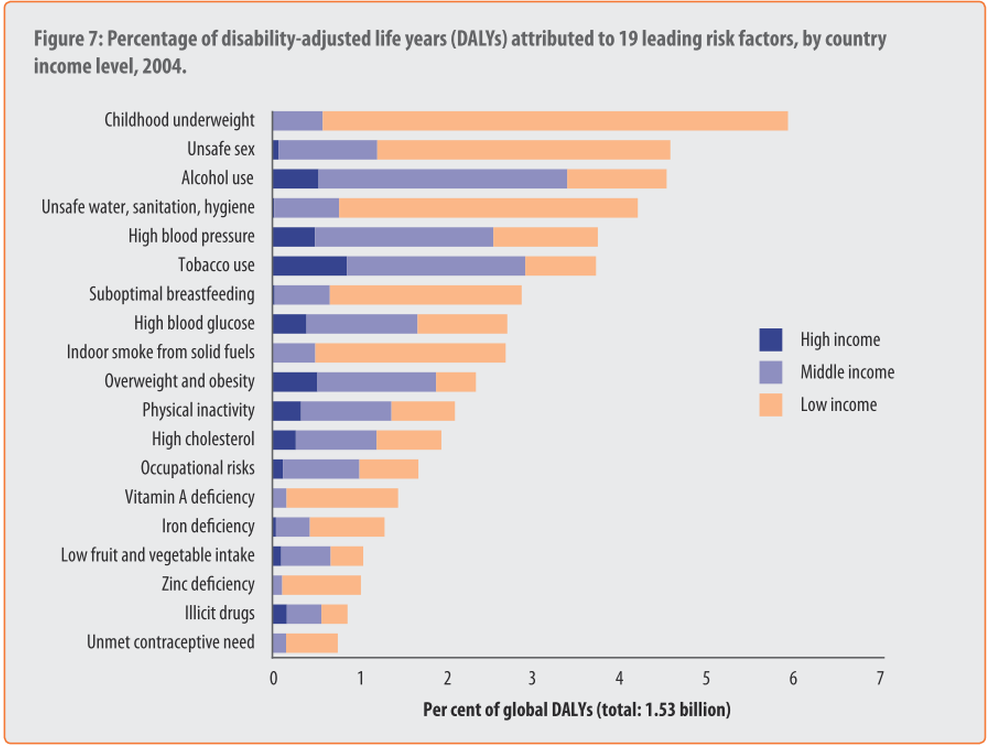 Figure 7: Percentage of disability-adjusted life years (DALYs) attributed to 19 leading risk factors, by country
income level, 2004.
Childhood underweight
Unsafe sex
Alcohol use
Unsafe water, sanitation, hygiene
High blood pressure
Tobacco use
Suboptimal breastfeeding
High blood glucose
Indoor smoke from solid fuels
Overweight and obesity
Physical inactivity
High cholesterol
Occupational risks
Vitamin A deficiency
Iron deficiency
Low fruit and vegetable intake
Zinc deficiency
Illicit drugs
Unmet contraceptive need
High income
Middle income
Low income
0 1 2 3 4 5 6 7
Per cent of global DALYs (total: 1.53 billion)